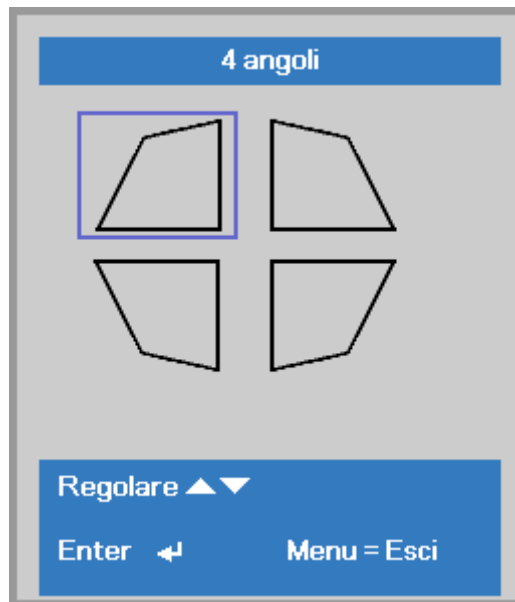 4 angoli
Regolare ▲▼
Enter ↵ Menu = Esci